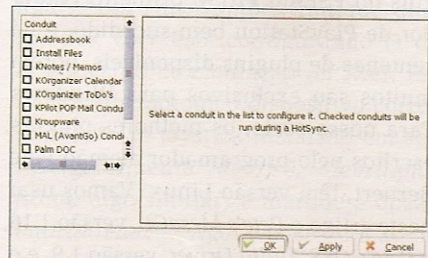 Conduit
Addressbook
Install Files
KNotes / Memos
KOrganizer Calendar
KOrganizer ToDo's
KPilot POP Mail Condu
Kroupware
MAL (AvantGo) Condu
Palm DOC
Select a conduit in the list to configure it. Checked conduits will be
run during a HotSync.
OK
Apply
Cancel